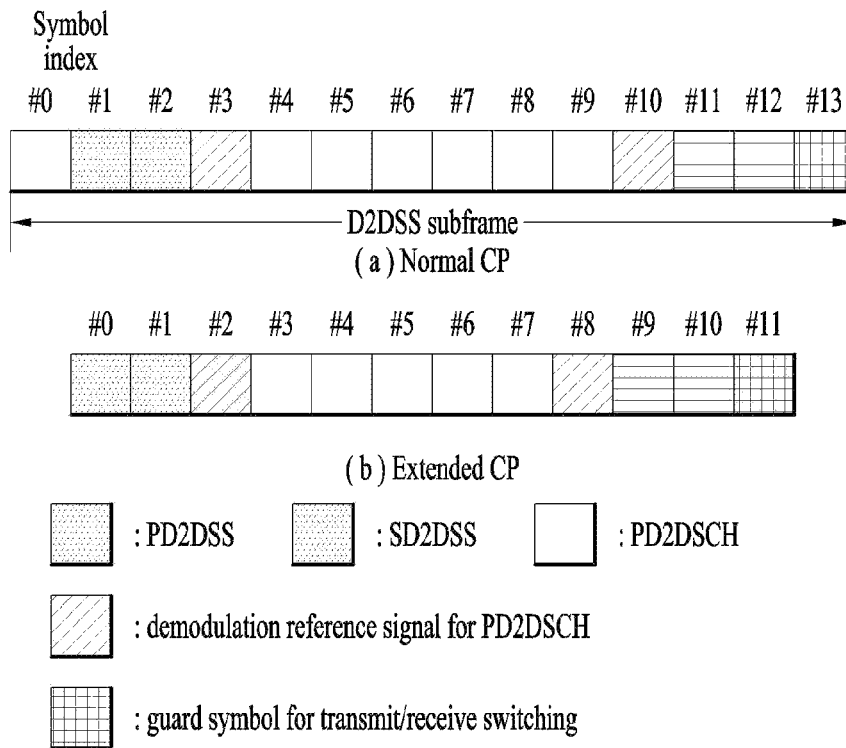 Symbol
index
#0 #1 #2 #3 #4 #5 #6 #7 #8 #9 #10 #11 #12 #13
D2DSS subframe
( a ) Normal CP
#0 #1 #2 #3 #4 #5 #6 #7 #8 #9 #10 #11
( b ) Extended CP
: PD2DSS : SD2DSS : PD2DSCH
: demodulation reference signal for PD2DSCH
: guard symbol for transmit/receive switching